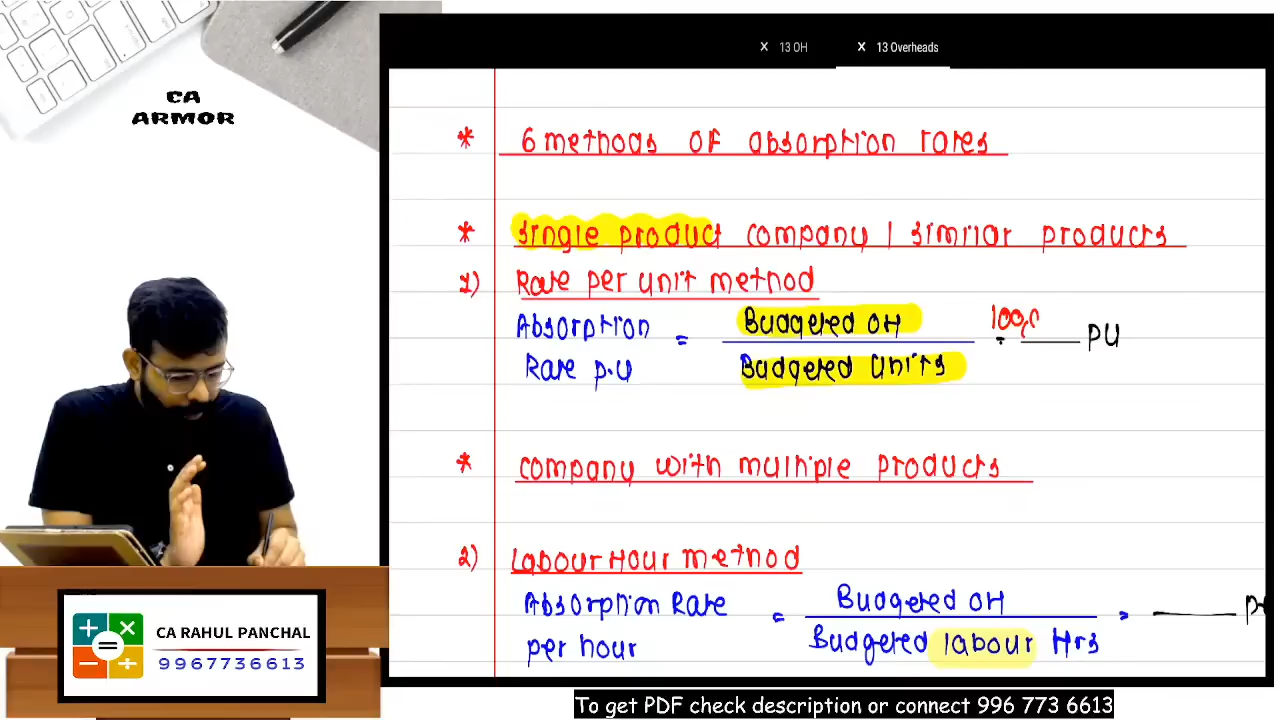 CA
ARMOR
13 OH
13 Overheads
* 6 methods of absorption rates
* single product company | similar products
1) Rate per unit method
Absorption Rate p.U = Budgeted OH / Budgeted Units = ____ PU
* company with multiple products
2) Labour Hour method
Absorption Rate per hour = Budgeted OH / Budgeted labour Hrs = ____
CA RAHUL PANCHAL
9967736613
To get PDF check description or connect 996 773 6613